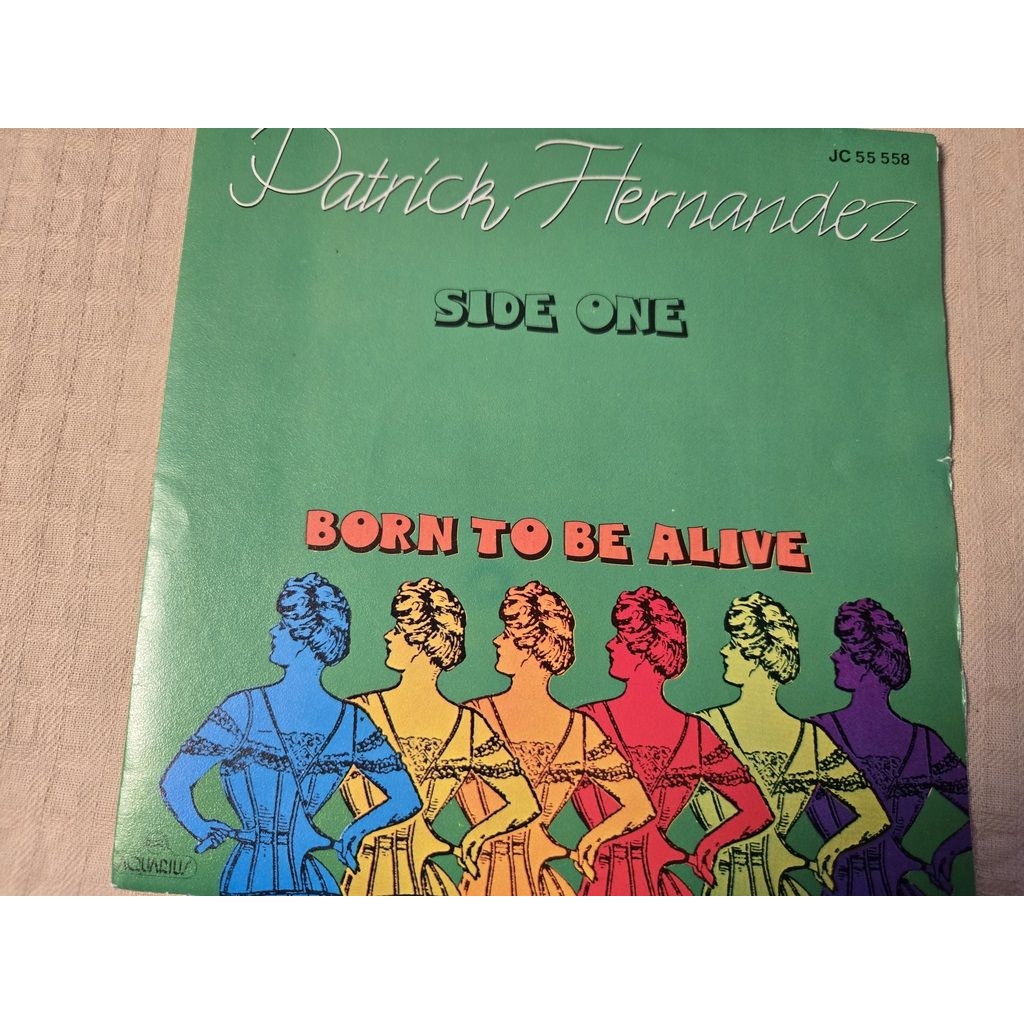 Patrick Hernandez
JC 55 558
SIDE ONE
BORN TO BE ALIVE
AQUARIUS